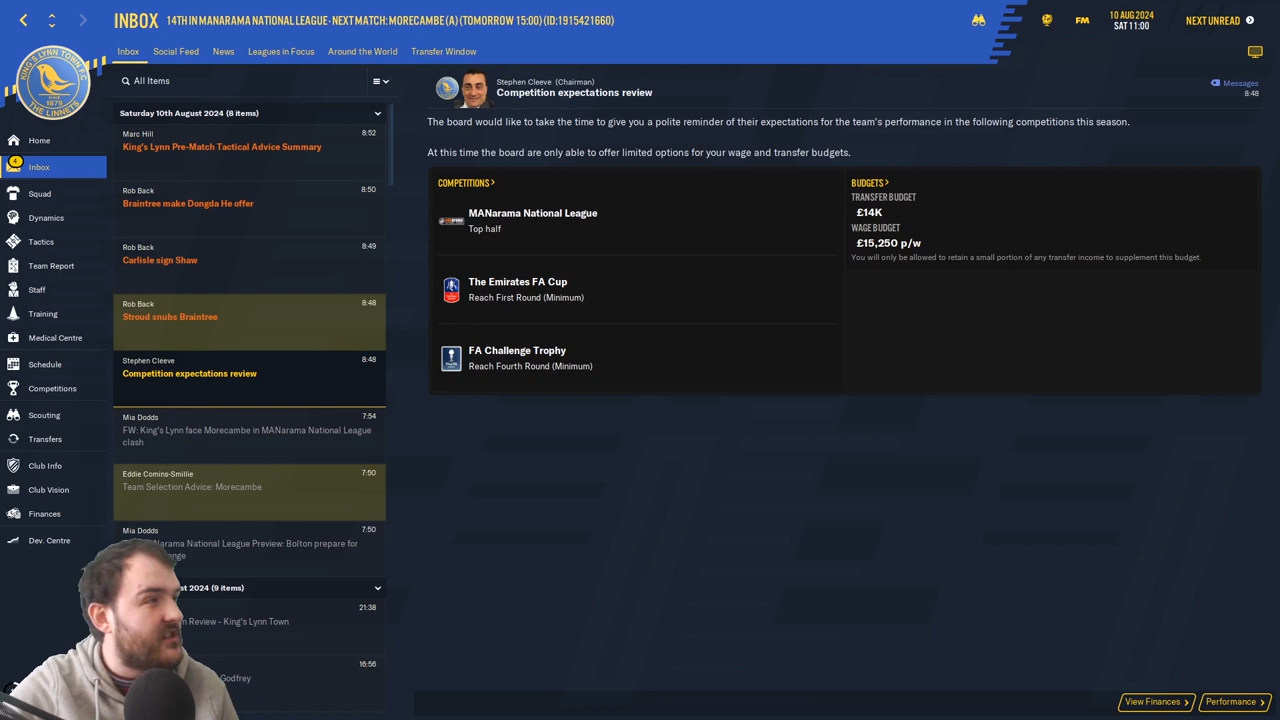 INBOX
14TH IN MANARAMA NATIONAL LEAGUE - NEXT MATCH: MORECAMBE (A) (TOMORROW 15:00) (ID:1915421660)
FM
10 AUG 2024
SAT 11:00
NEXT UNREAD
Inbox
Social Feed
News
Leagues in Focus
Around the World
Transfer Window
KING'S LYNN TOWN F.C
SINCE
1879
THE LINNETS
Home
4
Inbox
Squad
Dynamics
Tactics
Team Report
Staff
Training
Medical Centre
Schedule
Competitions
Scouting
Transfers
Club Info
Club Vision
Finances
Dev. Centre
All Items
Saturday 10th August 2024 (8 items)
Marc Hill 8:52
King's Lynn Pre-Match Tactical Advice Summary
Rob Back 8:50
Braintree make Dongda He offer
Rob Back 8:49
Carlisle sign Shaw
Rob Back 8:48
Stroud snubs Braintree
Stephen Cleeve 8:48
Competition expectations review
Mia Dodds 7:54
FW: King's Lynn face Morecambe in MANarama National League
clash
Eddie Comins-Smillie 7:50
Team Selection Advice: Morecambe
Mia Dodds 7:50
National League Preview: Bolton prepare for
2024 (9 items)
21:38
Review - King's Lynn Town
16:56
Godfrey
Stephen Cleeve (Chairman)
Competition expectations review
Messages
8:48
The board would like to take the time to give you a polite reminder of their expectations for the team's performance in the following competitions this season.
At this time the board are only able to offer limited options for your wage and transfer budgets.
COMPETITIONS
MANarama National League
Top half
The Emirates FA Cup
Reach First Round (Minimum)
FA Challenge Trophy
Reach Fourth Round (Minimum)
BUDGETS
TRANSFER BUDGET
£14K
WAGE BUDGET
£15,250 p/w
You will only be allowed to retain a small portion of any transfer income to supplement this budget.
View Finances
Performance